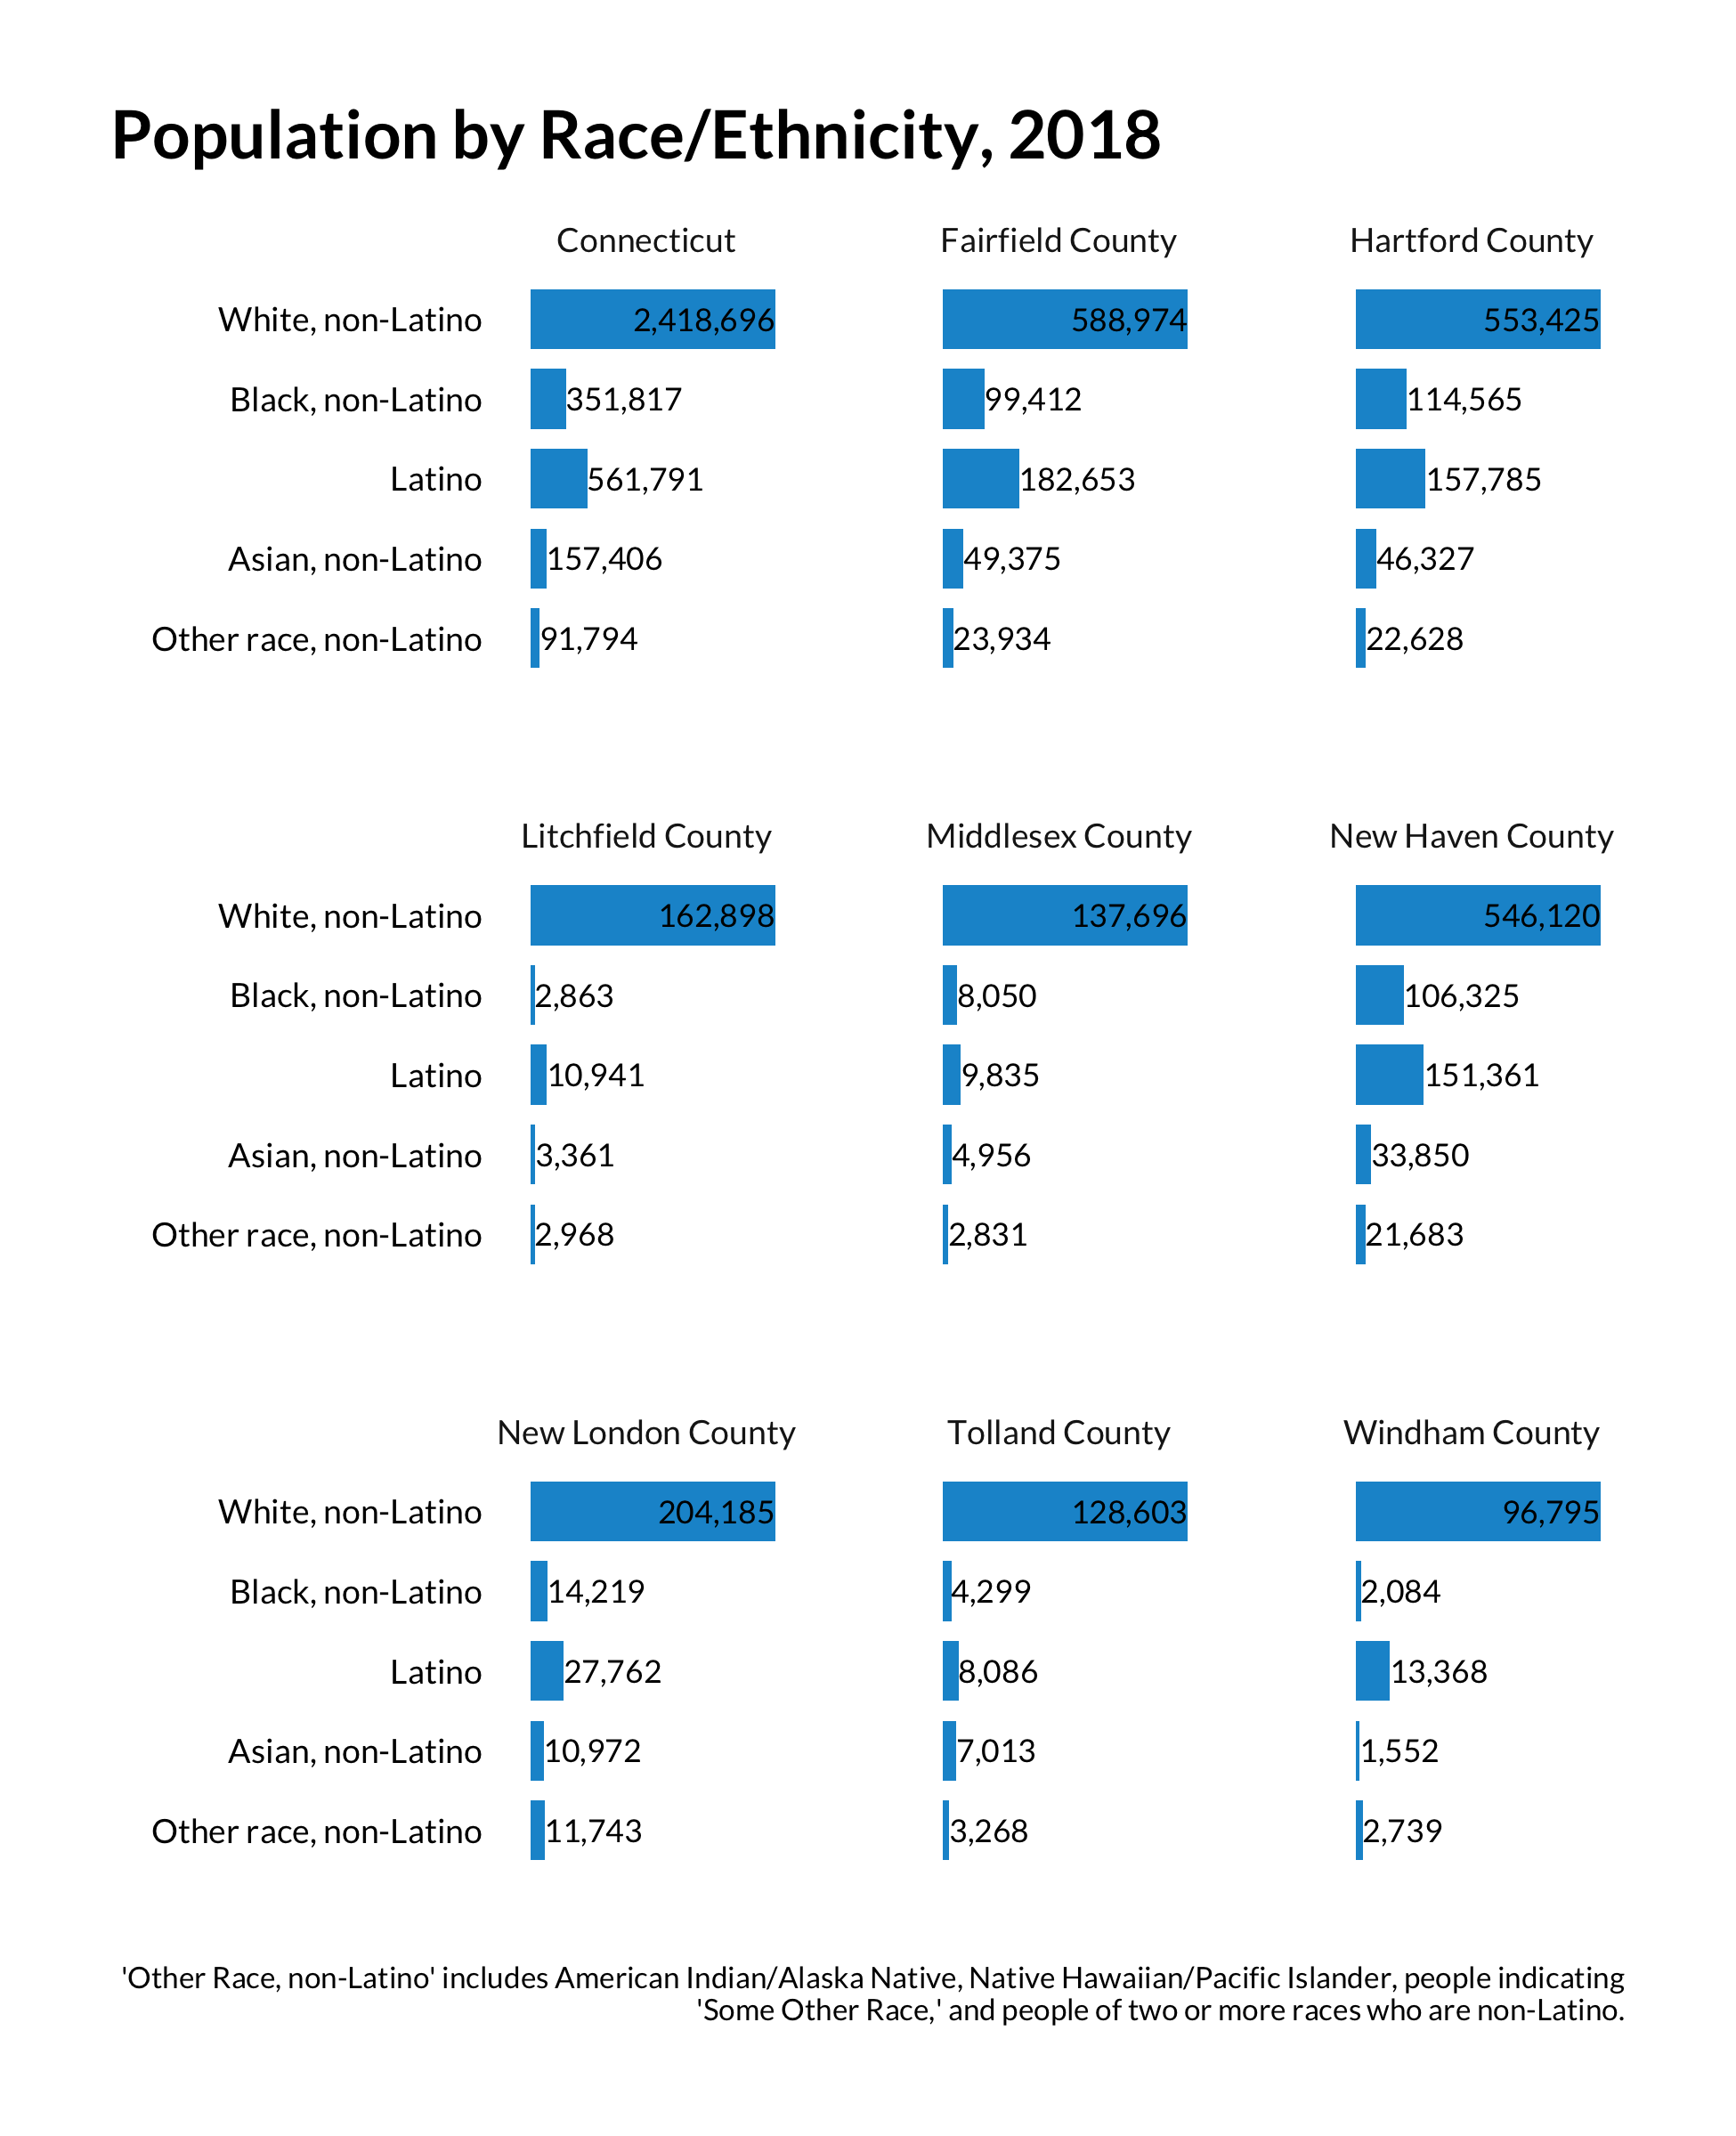 Population by Race/Ethnicity, 2018
Connecticut Fairfield County Hartford County
White, non-Latino 2,418,696 588,974 553,425
Black, non-Latino 351,817 99,412 114,565
Latino 561,791 182,653 157,785
Asian, non-Latino 157,406 49,375 46,327
Other race, non-Latino 91,794 23,934 22,628
Litchfield County Middlesex County New Haven County
White, non-Latino 162,898 137,696 546,120
Black, non-Latino 2,863 8,050 106,325
Latino 10,941 9,835 151,361
Asian, non-Latino 3,361 4,956 33,850
Other race, non-Latino 2,968 2,831 21,683
New London County Tolland County Windham County
White, non-Latino 204,185 128,603 96,795
Black, non-Latino 14,219 4,299 2,084
Latino 27,762 8,086 13,368
Asian, non-Latino 10,972 7,013 1,552
Other race, non-Latino 11,743 3,268 2,739
'Other Race, non-Latino' includes American Indian/Alaska Native, Native Hawaiian/Pacific Islander, people indicating
'Some Other Race,' and people of two or more races who are non-Latino.